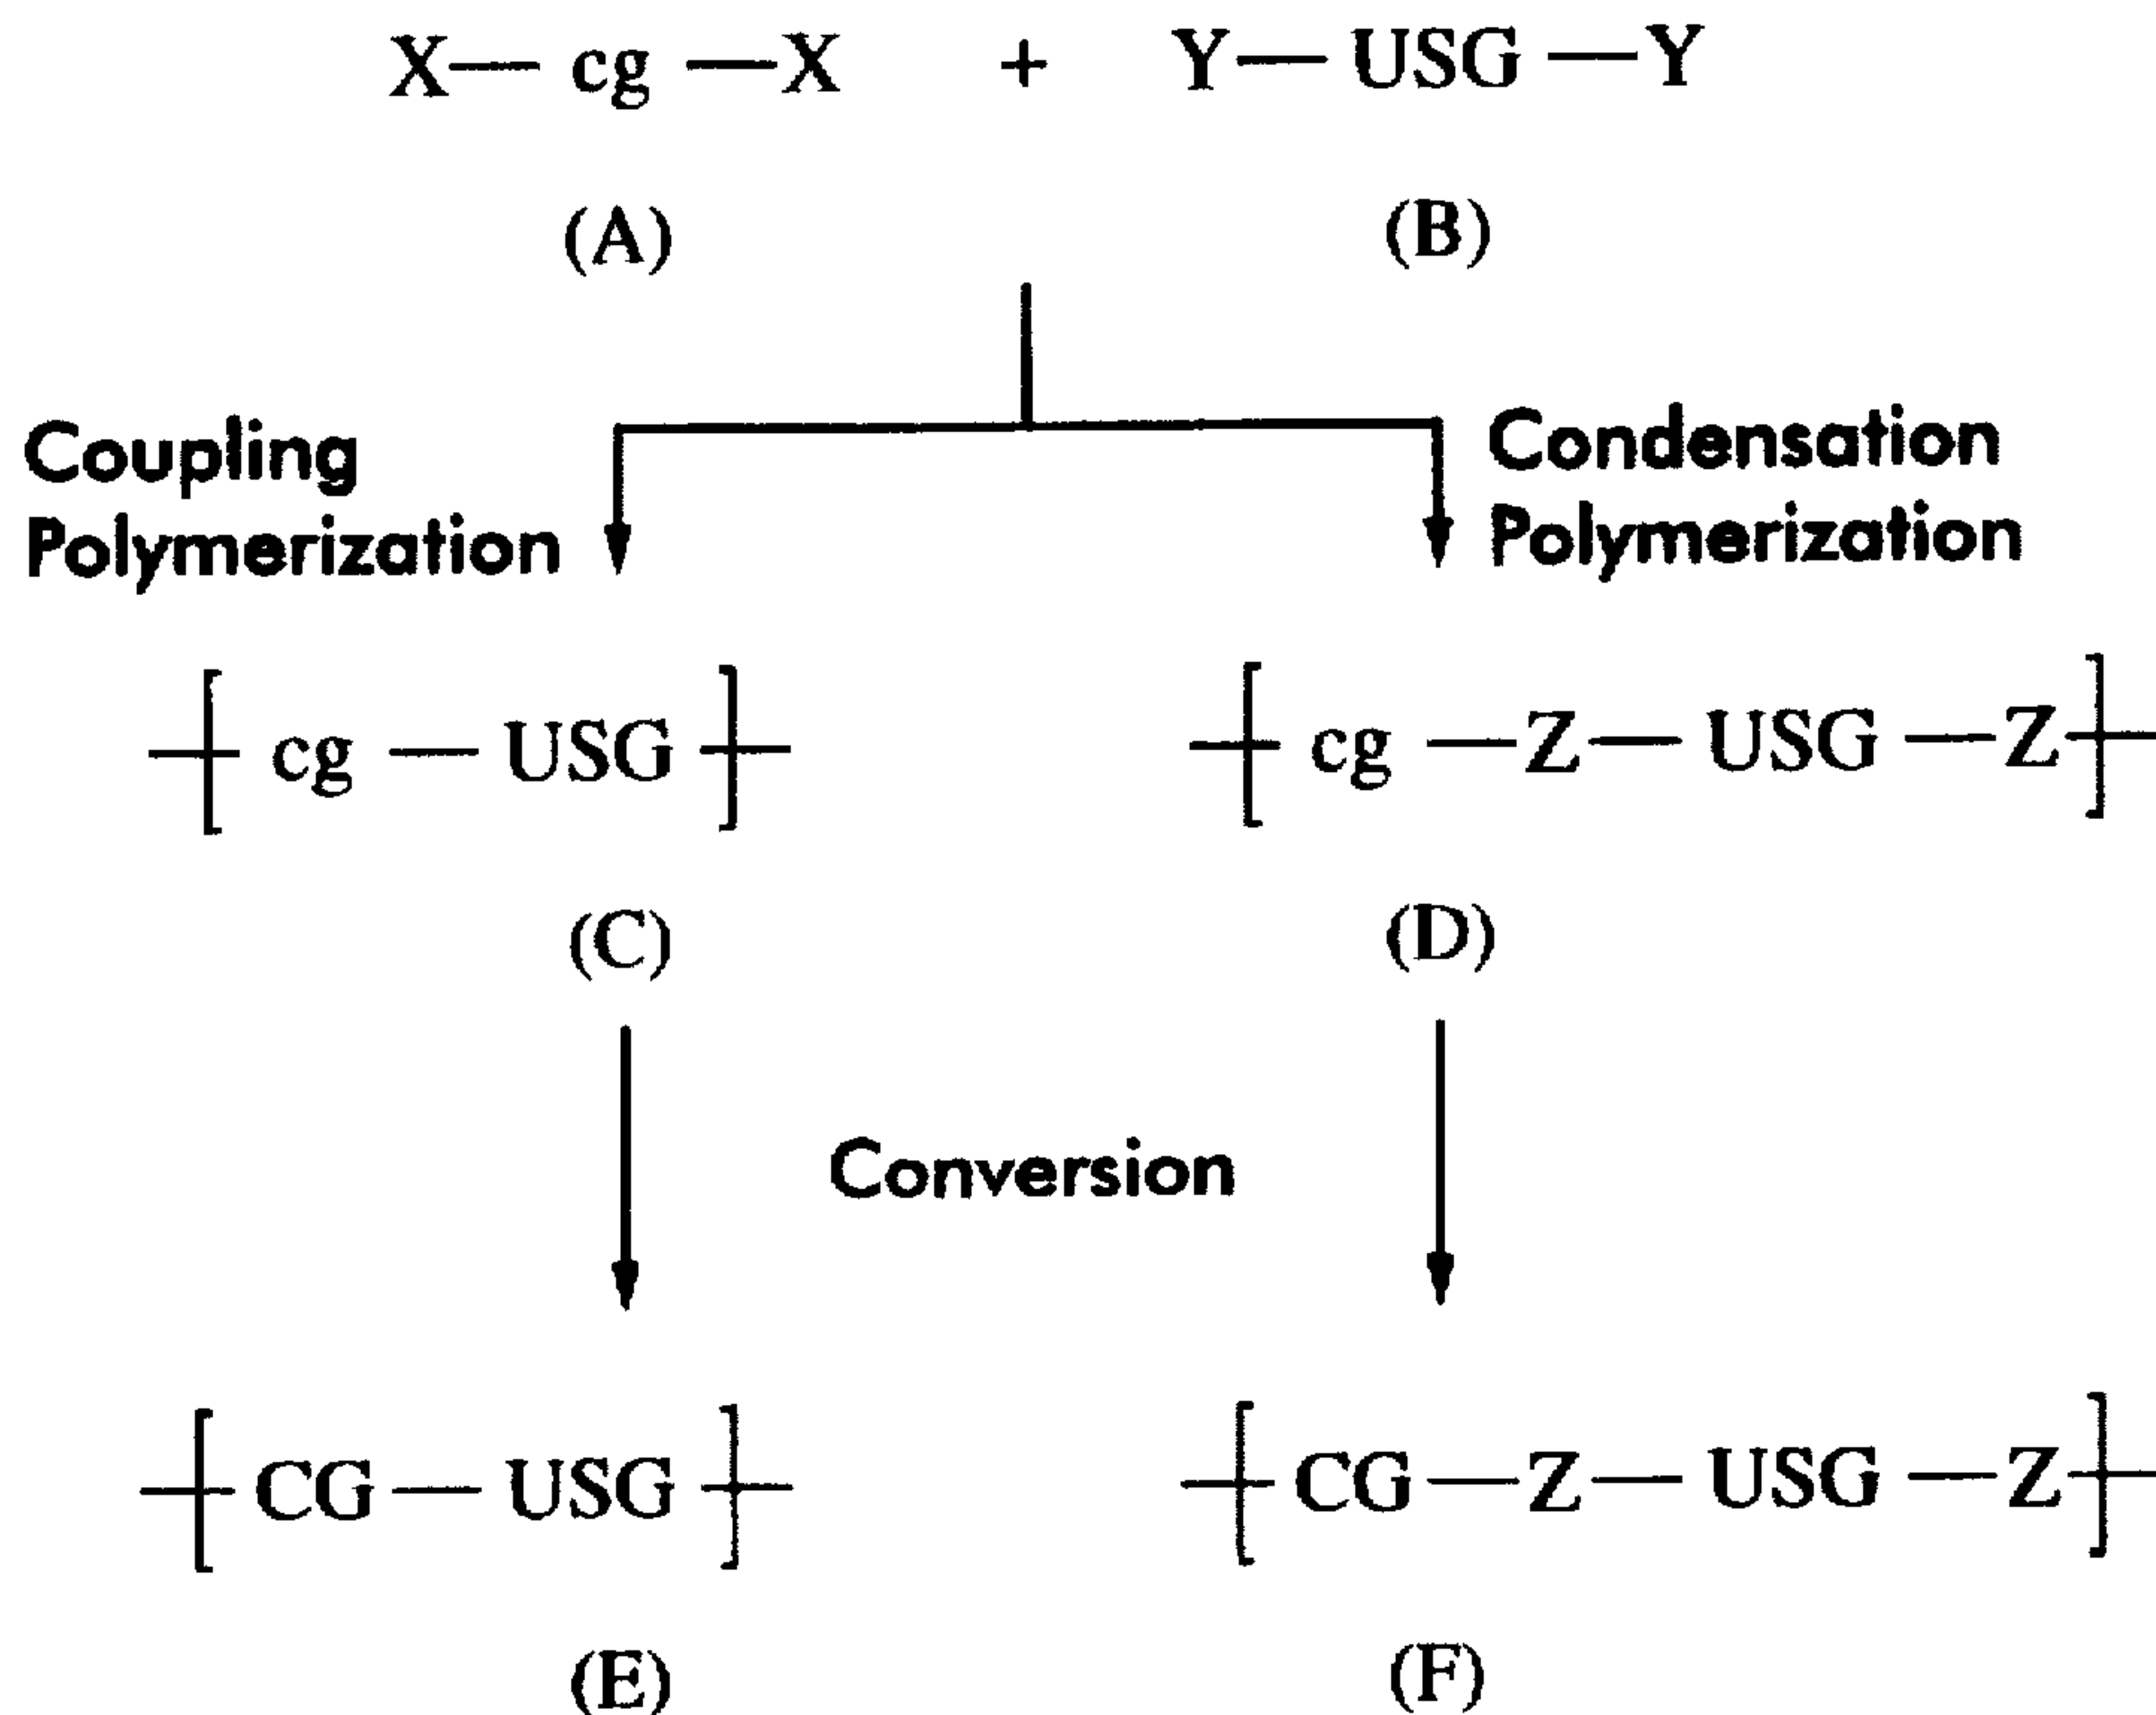 X— cg —X + Y— USG —Y
(A) (B)
Coupling Condensation
Polymerization Polymerization
[ cg — USG ] [ cg —Z— USG —Z ]
(C) (D)
Conversion
[ CG — USG ] [ CG —Z— USG —Z ]
(E) (F)